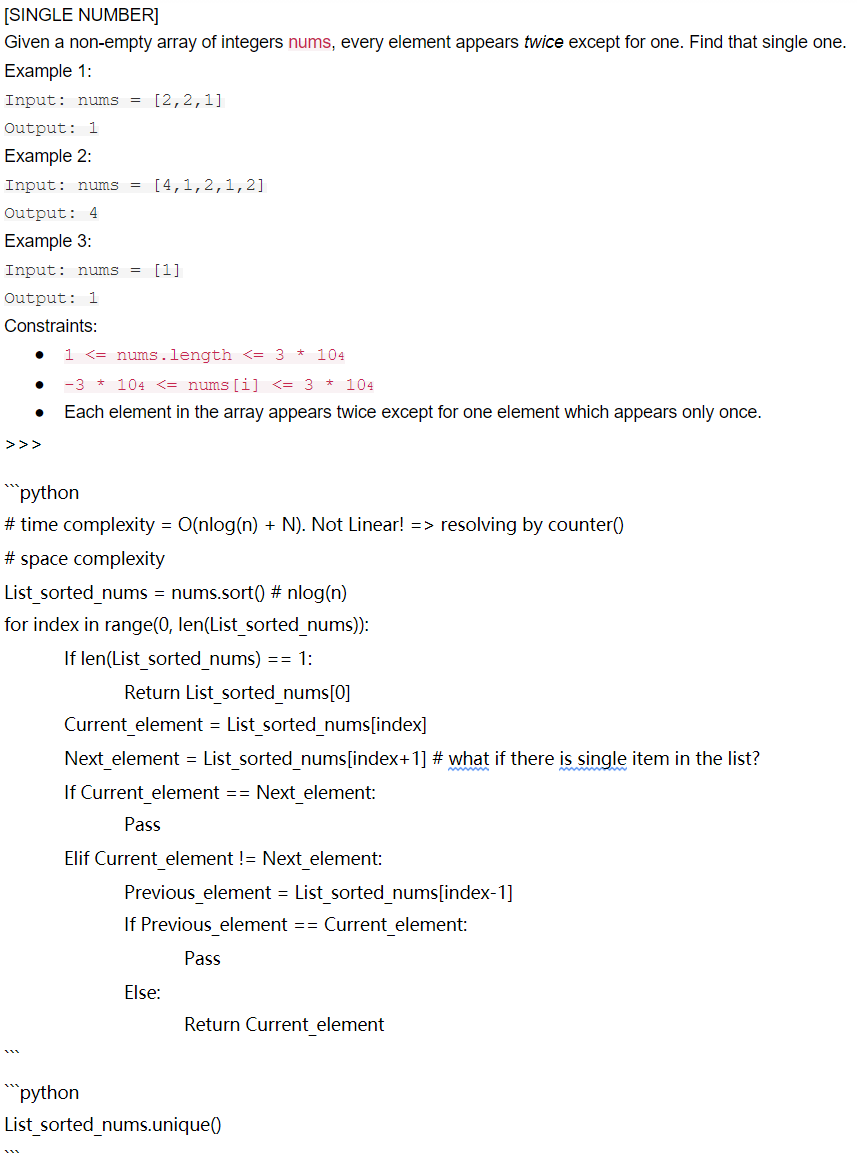 [SINGLE NUMBER]
Given a non-empty array of integers nums, every element appears twice except for one. Find that single one.
Example 1:
Input: nums = [2,2,1]
Output: 1
Example 2:
Input: nums = [4,1,2,1,2]
Output: 4
Example 3:
Input: nums = [1]
Output: 1
Constraints:
● 1 <= nums.length <= 3 * 10⁴
● -3 * 10⁴ <= nums[i] <= 3 * 10⁴
● Each element in the array appears twice except for one element which appears only once.
>>>
```python
# time complexity = O(nlog(n) + N). Not Linear! => resolving by counter()
# space complexity
List_sorted_nums = nums.sort() # nlog(n)
for index in range(0, len(List_sorted_nums)):
If len(List_sorted_nums) == 1:
Return List_sorted_nums[0]
Current_element = List_sorted_nums[index]
Next_element = List_sorted_nums[index+1] # what if there is single item in the list?
If Current_element == Next_element:
Pass
Elif Current_element != Next_element:
Previous_element = List_sorted_nums[index-1]
If Previous_element == Current_element:
Pass
Else:
Return Current_element
```
```python
List_sorted_nums.unique()
```